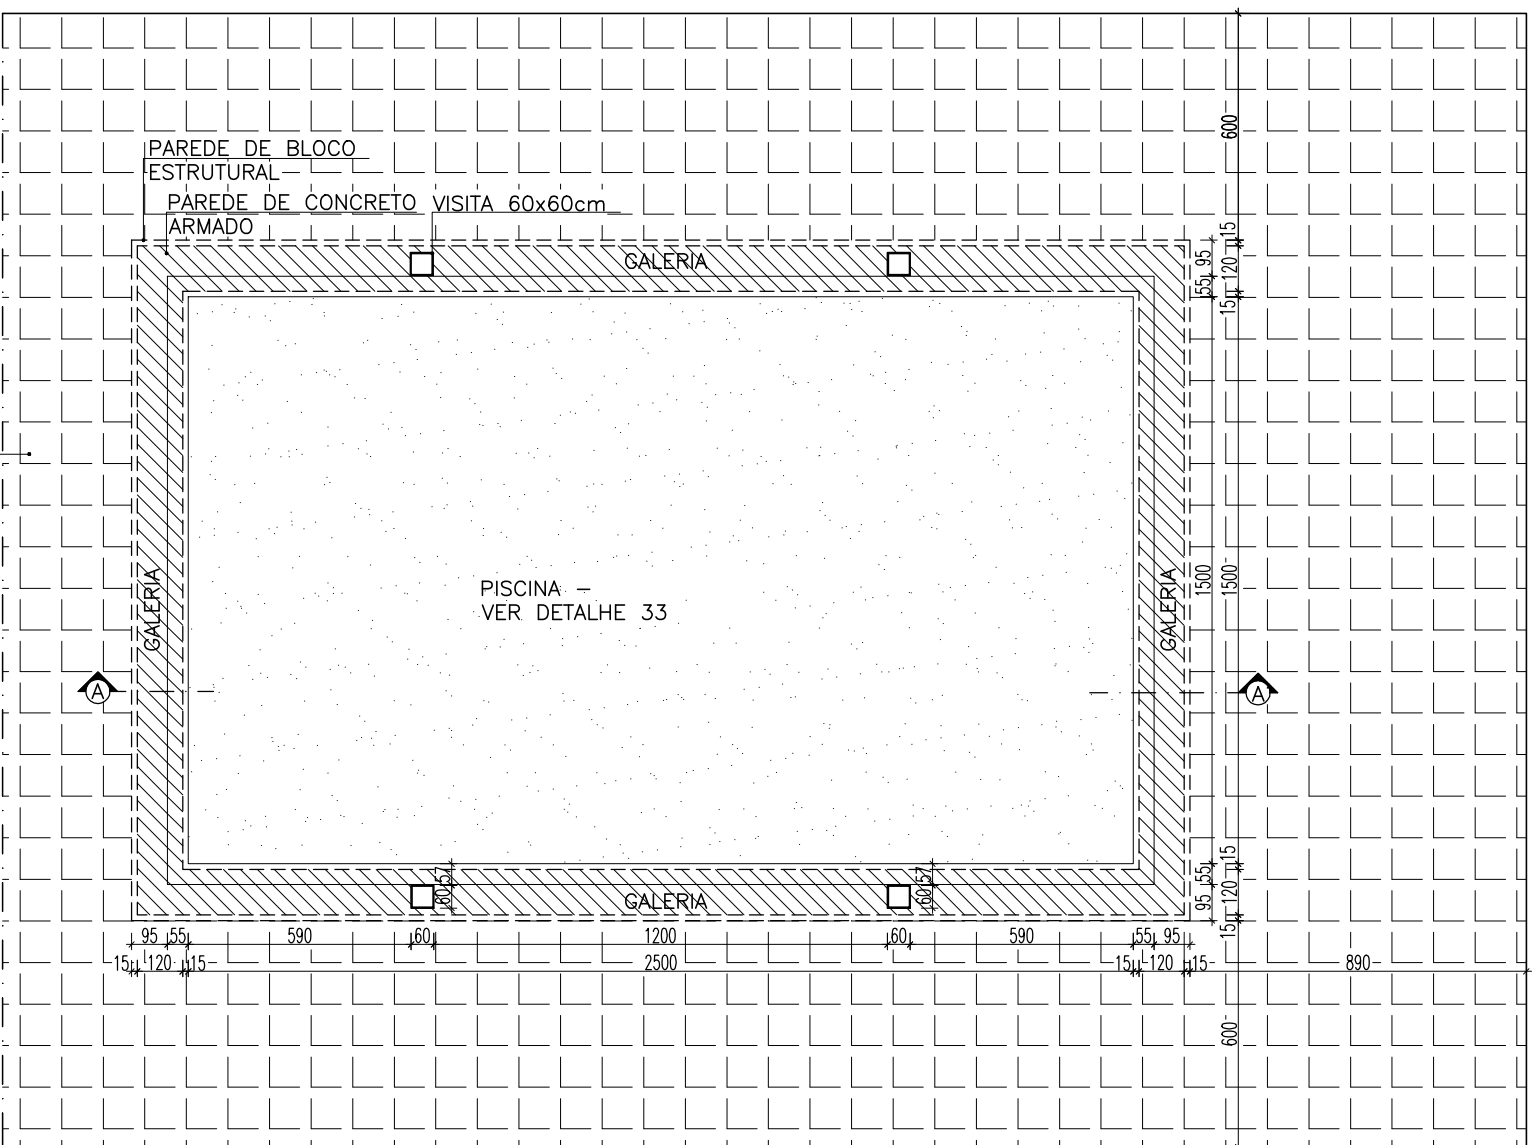 600
PAREDE DE BLOCO
ESTRUTURAL
PAREDE DE CONCRETO
ARMADO
VISITA 60x60cm
GALERIA
15
95
120
55
15
GALERIA
PISCINA –
VER DETALHE 33
1500
1500
GALERIA
A
A
57
60
57
60
GALERIA
15
55
120
95
15
95 55 590 60 1200 60 590 55 95
15 120 15 2500 15 120 15 890
600